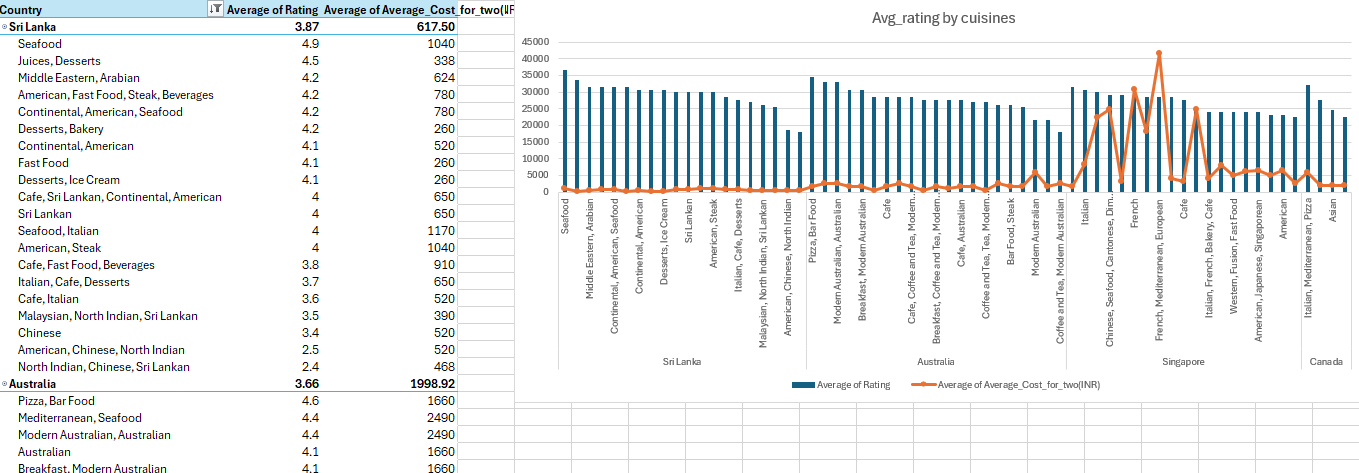 Country Average of Rating Average of Average_Cost_for_two(INR
Sri Lanka 3.87 617.50
Seafood 4.9 1040
Juices, Desserts 4.5 338
Middle Eastern, Arabian 4.2 624
American, Fast Food, Steak, Beverages 4.2 780
Continental, American, Seafood 4.2 780
Desserts, Bakery 4.2 260
Continental, American 4.1 520
Fast Food 4.1 260
Desserts, Ice Cream 4.1 260
Cafe, Sri Lankan, Continental, American 4 650
Sri Lankan 4 650
Seafood, Italian 4 1170
American, Steak 4 1040
Cafe, Fast Food, Beverages 3.8 910
Italian, Cafe, Desserts 3.7 650
Cafe, Italian 3.6 520
Malaysian, North Indian, Sri Lankan 3.5 390
Chinese 3.4 520
American, Chinese, North Indian 2.5 520
North Indian, Chinese, Sri Lankan 2.4 468
Australia 3.66 1998.92
Pizza, Bar Food 4.6 1660
Mediterranean, Seafood 4.4 2490
Modern Australian, Australian 4.4 2490
Australian 4.1 1660
Breakfast, Modern Australian 4.1 1660
Avg_rating by cuisines
45000
40000
35000
30000
25000
20000
15000
10000
5000
0
Seafood
Middle Eastern, Arabian
Continental, American, Seafood
Continental, American
Desserts, Ice Cream
Sri Lankan
American, Steak
Italian, Cafe, Desserts
Malaysian, North Indian, Sri Lankan
American, Chinese, North Indian
Pizza, Bar Food
Modern Australian, Australian
Breakfast, Modern Australian
Cafe
Cafe, Coffee and Tea, Modern...
Breakfast, Coffee and Tea, Modern...
Cafe, Australian
Coffee and Tea, Tea, Modern...
Bar Food, Steak
Modern Australian
Coffee and Tea, Modern Australian
Italian
Chinese, Seafood, Cantonese, Dim...
French
French, Mediterranean, European
Cafe
Italian, French, Bakery, Cafe
Western, Fusion, Fast Food
American, Japanese, Singaporean
American
Italian, Mediterranean, Pizza
Asian
Sri Lanka
Australia
Singapore
Canada
Average of Rating
Average of Average_Cost_for_two(INR)